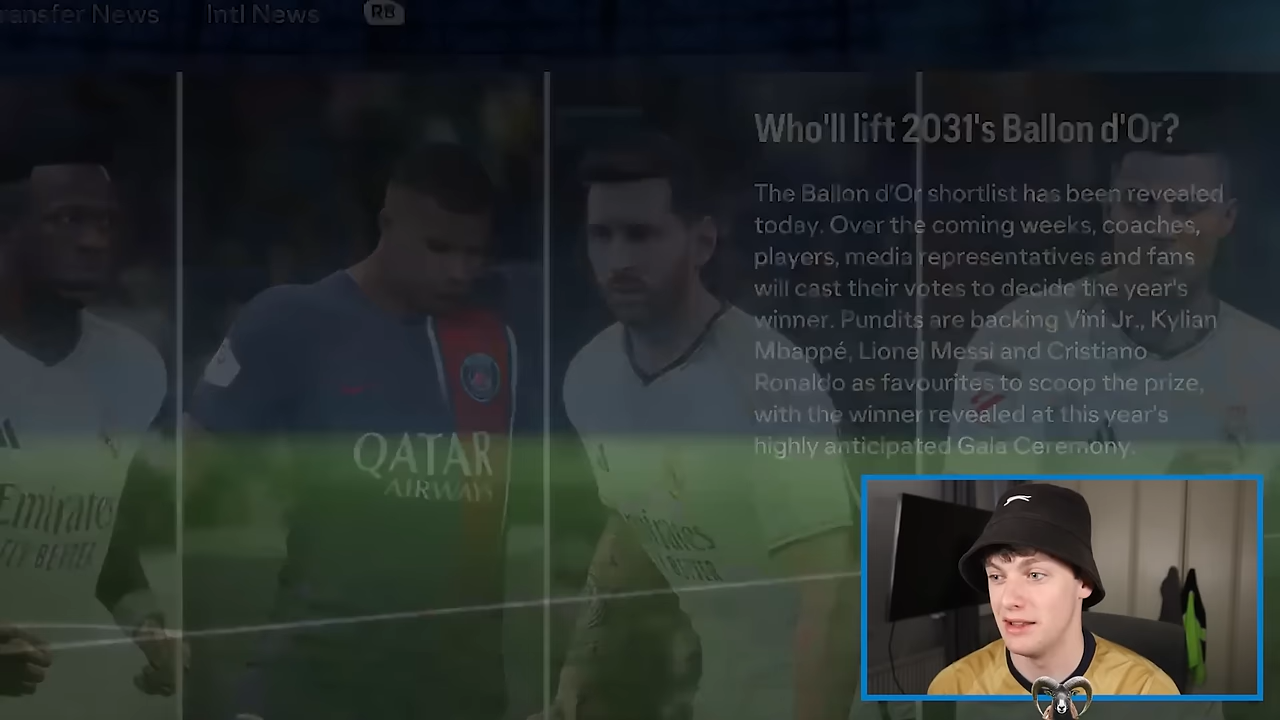 ransfer News
Intl News
RB
Who'll lift 2031's Ballon d'Or?
The Ballon d'Or shortlist has been revealed
today. Over the coming weeks, coaches,
players, media representatives and fans
will cast their votes to decide the year's
winner. Pundits are backing Vini Jr., Kylian
Mbappé, Lionel Messi and Cristiano
Ronaldo as favourites to scoop the prize,
with the winner revealed at this year's
highly anticipated Gala Ceremony.
QATAR
AIRWAYS
Emirates
FLY BETTER
mirates